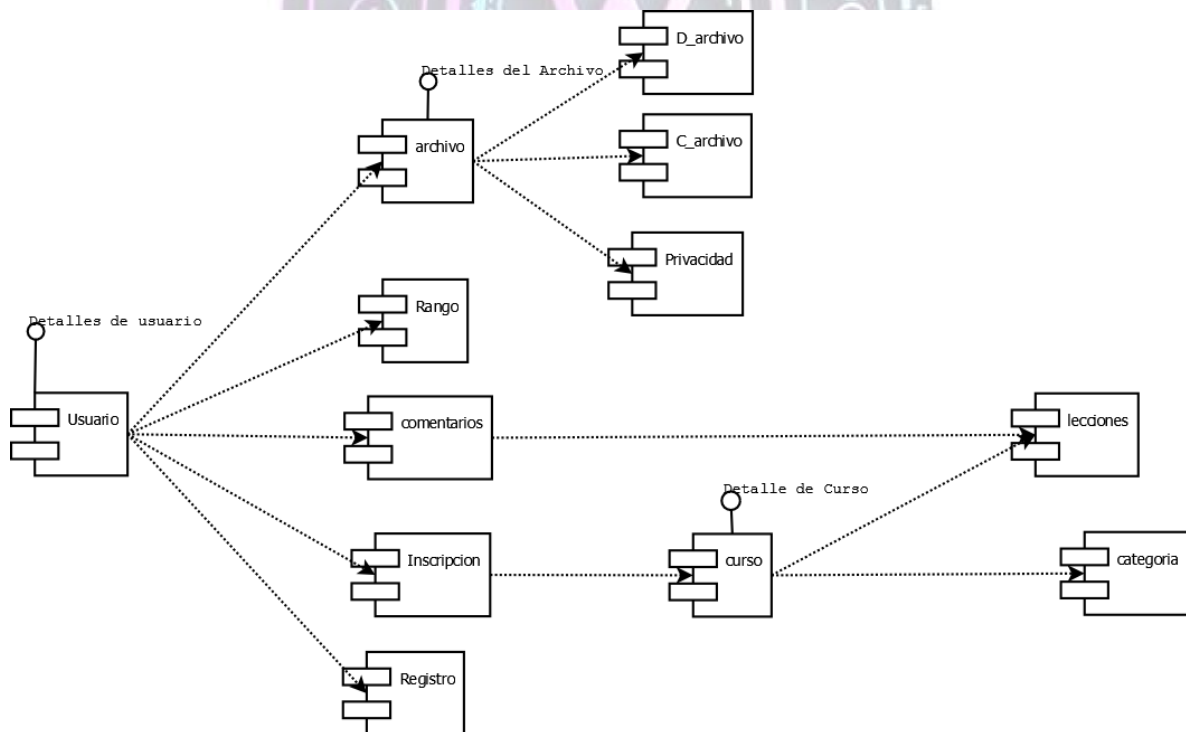 D_archivo
Detalles del Archivo
archivo
C_archivo
Privacidad
Rango
Detalles de usuario
Usuario
comentarios
lecciones
Detalle de Curso
Inscripcion
curso
categoria
Registro